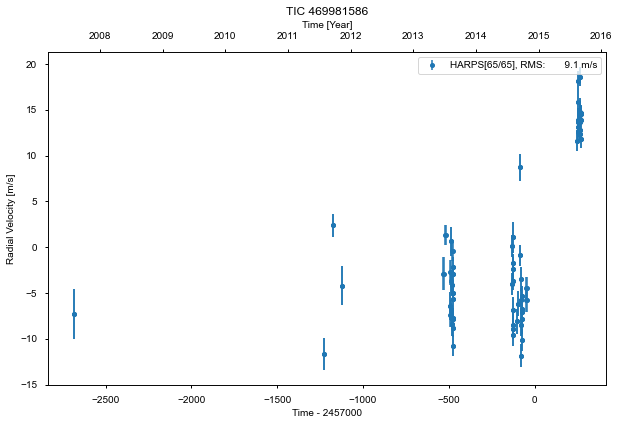 TIC 469981586
Time [Year]
2008 2009 2010 2011 2012 2013 2014 2015 2016
HARPS[65/65], RMS: 9.1 m/s
20
15
10
5
0
−5
−10
−15
Radial Velocity [m/s]
−2500 −2000 −1500 −1000 −500 0
Time - 2457000